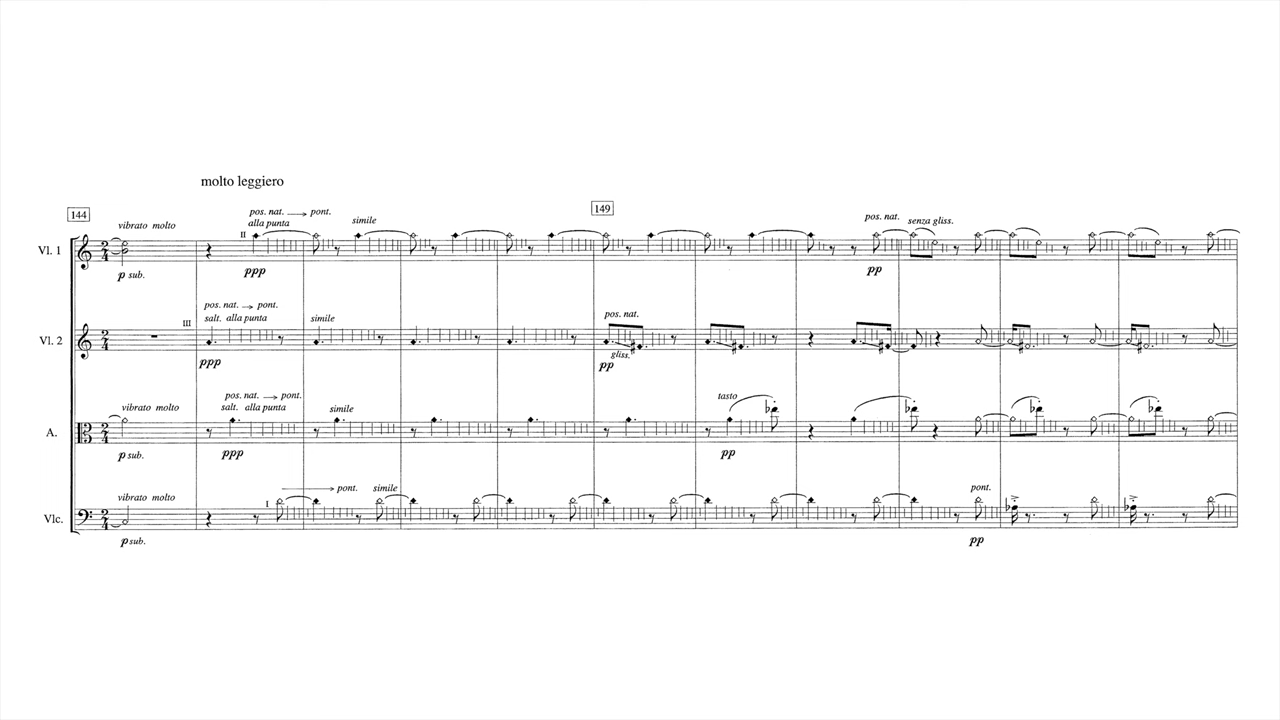 molto leggiero
144
149
vibrato molto
pos. nat. → pont.
alla punta
simile
pos. nat.
senza gliss.
II
Vl. 1
p sub.
ppp
pp
pos. nat. → pont.
salt. alla punta
simile
pos. nat.
III
Vl. 2
ppp
gliss.
pp
pos. nat. → pont.
vibrato molto
salt. alla punta
simile
tasto
A.
p sub.
ppp
pp
vibrato molto
I
→ pont.
simile
pont.
Vlc.
p sub.
pp